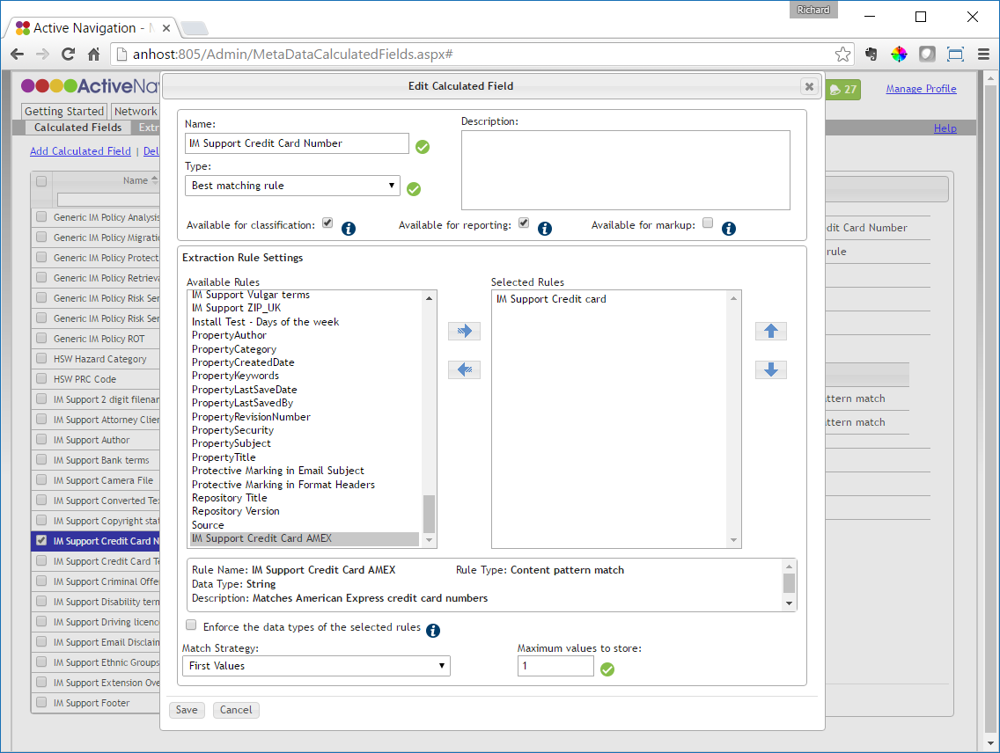 Richard
Active Navigation - N
anhost:805/Admin/MetaDataCalculatedFields.aspx#
ActiveNav
27
Manage Profile
Getting Started
Network
Calculated Fields
Extr
Help
Add Calculated Field | Del
Name
Generic IM Policy Analysis
Generic IM Policy Migratio
Generic IM Policy Protect
Generic IM Policy Retrieva
Generic IM Policy Risk Ser
Generic IM Policy Risk Ser
Generic IM Policy ROT
HSW Hazard Category
HSW PRC Code
IM Support 2 digit filenam
IM Support Attorney Clien
IM Support Author
IM Support Bank terms
IM Support Camera File
IM Support Converted Tex
IM Support Copyright stat
IM Support Credit Card N
IM Support Credit Card Te
IM Support Criminal Offer
IM Support Disability term
IM Support Driving licence
IM Support Email Disclaim
IM Support Ethnic Groups
IM Support Extension Ove
IM Support Footer
Edit Calculated Field
Name:
IM Support Credit Card Number
Type:
Best matching rule
Description:
Available for classification:
Available for reporting:
Available for markup:
Extraction Rule Settings
Available Rules
IM Support Vulgar terms
IM Support ZIP_UK
Install Test - Days of the week
PropertyAuthor
PropertyCategory
PropertyCreatedDate
PropertyKeywords
PropertyLastSaveDate
PropertyLastSavedBy
PropertyRevisionNumber
PropertySecurity
PropertySubject
PropertyTitle
Protective Marking in Email Subject
Protective Marking in Format Headers
Repository Title
Repository Version
Source
IM Support Credit Card AMEX
Selected Rules
IM Support Credit card
Rule Name: IM Support Credit Card AMEX
Rule Type: Content pattern match
Data Type: String
Description: Matches American Express credit card numbers
Enforce the data types of the selected rules
Match Strategy:
First Values
Maximum values to store:
1
Save
Cancel
dit Card Number
rule
ttern match
ttern match